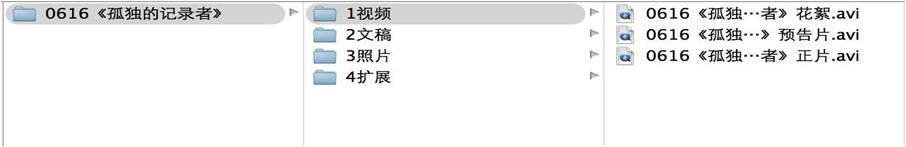 0616《孤独的记录者》
1视频
2文稿
3照片
4扩展
0616《孤独…者》花絮.avi
0616《孤独…》预告片.avi
0616《孤独…者》正片.avi